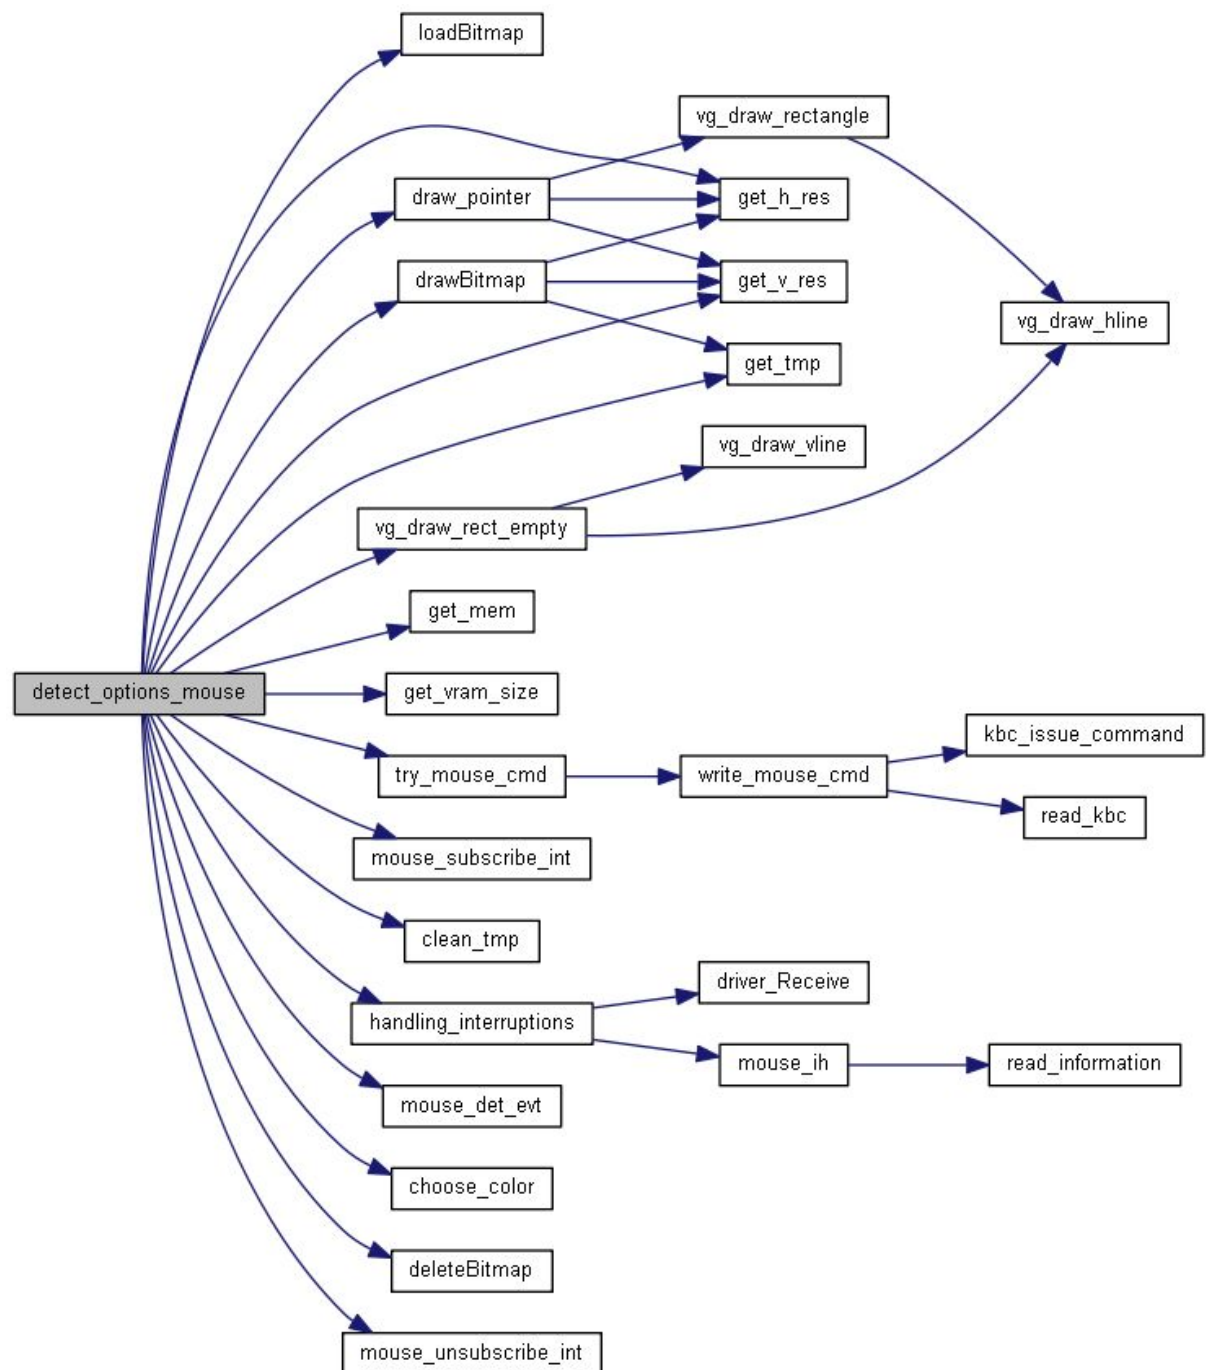 loadBitmap
vg_draw_rectangle
draw_pointer
get_h_res
drawBitmap
get_v_res
vg_draw_hline
get_tmp
vg_draw_vline
vg_draw_rect_empty
get_mem
detect_options_mouse
get_vram_size
kbc_issue_command
try_mouse_cmd
write_mouse_cmd
read_kbc
mouse_subscribe_int
clean_tmp
driver_Receive
handling_interruptions
mouse_ih
read_information
mouse_det_evt
choose_color
deleteBitmap
mouse_unsubscribe_int